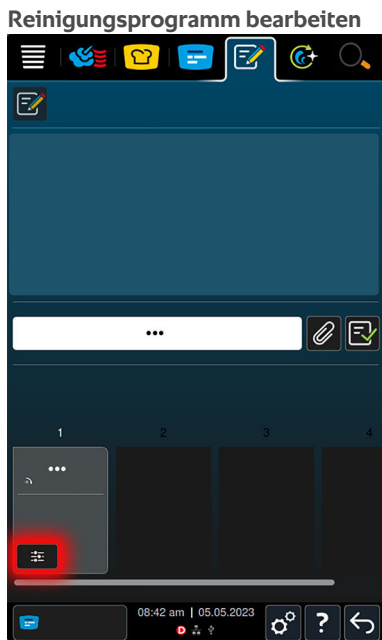 Reinigungsprogramm bearbeiten
•••
1 2 3 4
•••
08:42 am | 05.05.2023
D
?